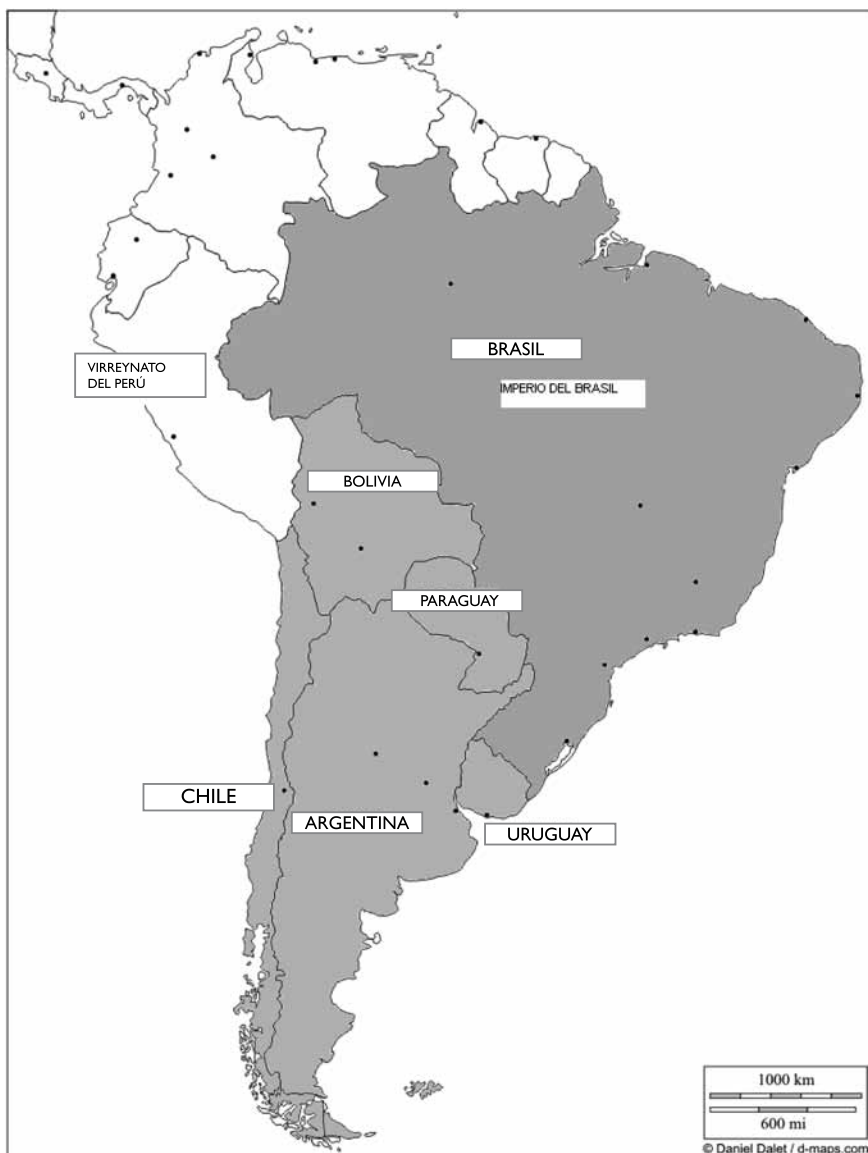 BRASIL
VIRREYNATO
DEL PERÚ
IMPERIO DEL BRASIL
BOLIVIA
PARAGUAY
CHILE
ARGENTINA
URUGUAY
1000 km
600 mi
© Daniel Dalet / d-maps.com